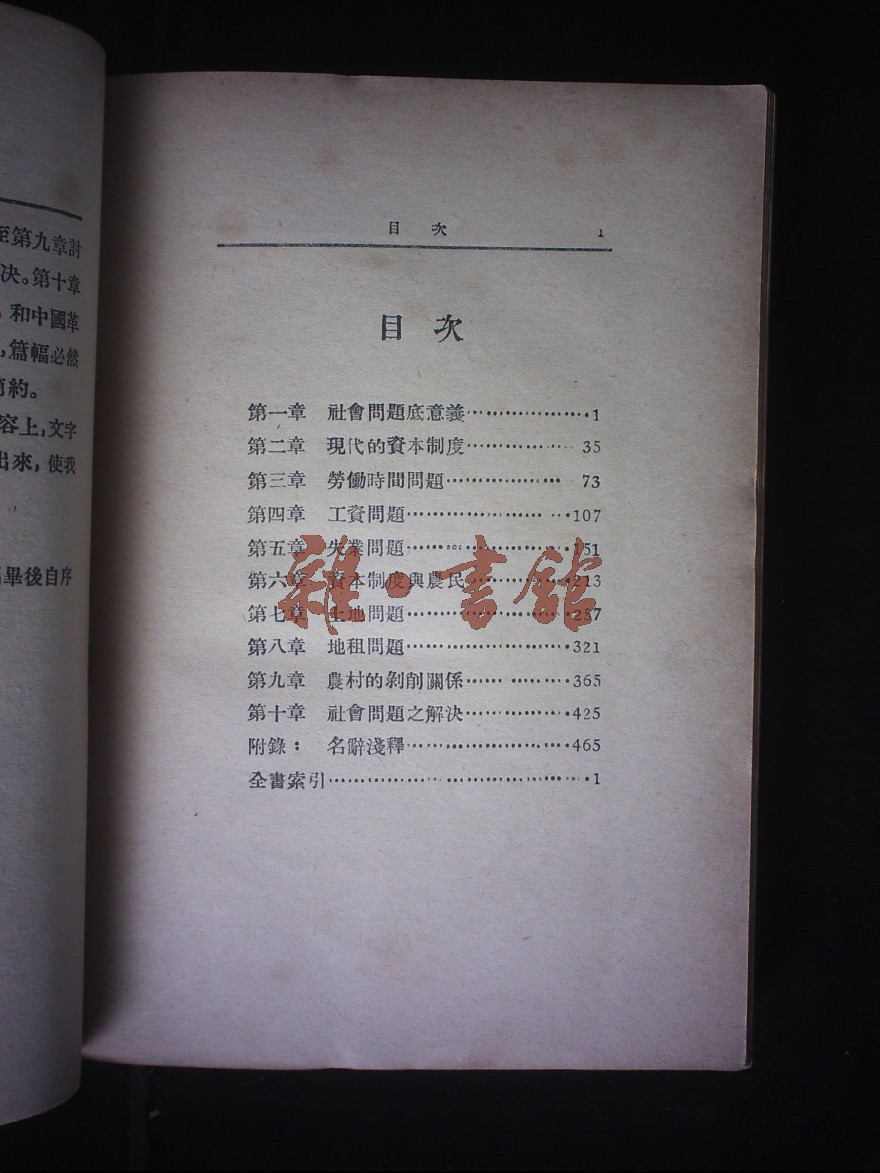 至第九章討
决。第十章
和中國革
,篇幅必然
約。
容上,文字
出來,使我
畢後自序
目 次 1
目 次
第一章 社會問題底意義··················1
第二章 現代的資本制度··················35
第三章 勞働時間問題··················73
第四章 工資問題··················107
第五章 失業問題··················151
第六章 資本制度與農民··················213
第七章 土地問題··················257
第八章 地租問題··················321
第九章 農村的剝削關係··················365
第十章 社會問題之解決··················425
附錄: 名辭淺釋··················465
全書索引··················1
雜·書館